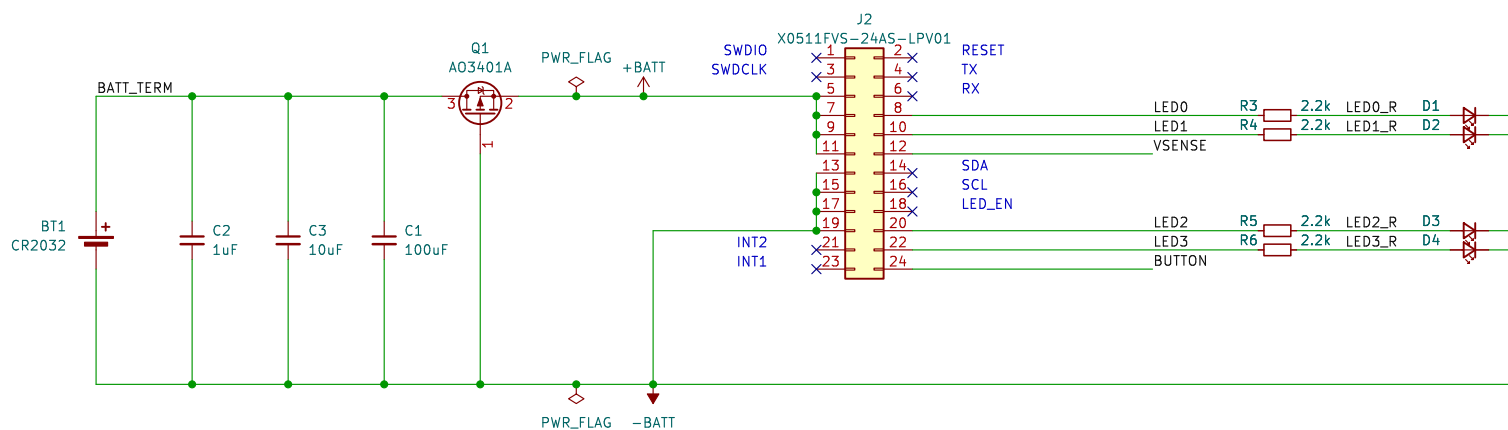 J2
X0511FVS-24AS-LPV01
Q1
AO3401A
PWR_FLAG
+BATT
SWDIO 1 2 RESET
SWDCLK 3 4 TX
BATT_TERM 3 2 5 6 RX
7 8 LED0 R3 2.2k LED0_R D1
9 10 LED1 R4 2.2k LED1_R D2
1 11 12 VSENSE
13 14 SDA
15 16 SCL
17 18 LED_EN
19 20 LED2 R5 2.2k LED2_R D3
21 22 LED3 R6 2.2k LED3_R D4
23 24 BUTTON
INT2
INT1
BT1 +
CR2032
C2
1uF
C3
10uF
C1
100uF
PWR_FLAG
-BATT